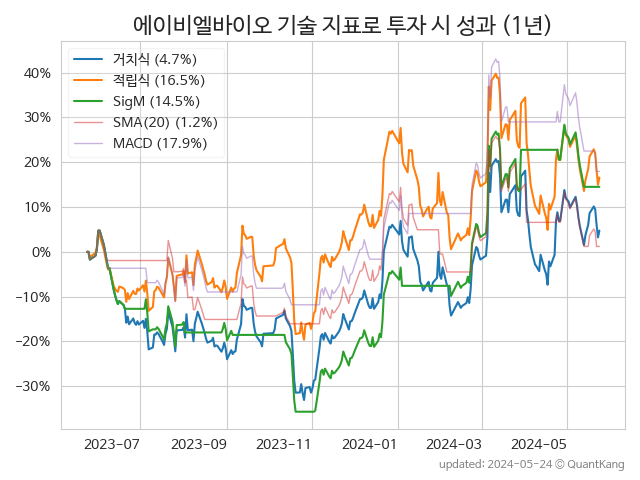 에이비엘바이오 기술 지표로 투자 시 성과 (1년)
거치식 (4.7%)
적립식 (16.5%)
SigM (14.5%)
SMA(20) (1.2%)
MACD (17.9%)
40%
30%
20%
10%
0%
−10%
−20%
−30%
2023-07 2023-09 2023-11 2024-01 2024-03 2024-05
updated: 2024-05-24 © QuantKang